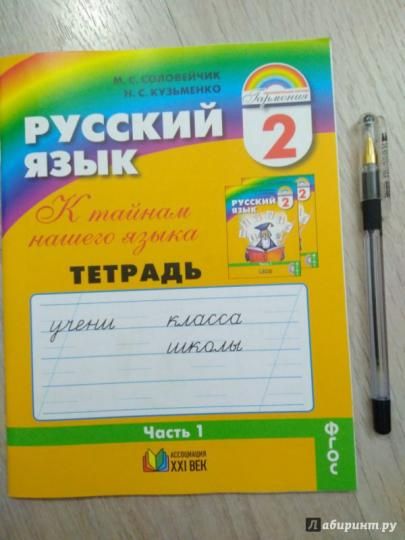 М. С. СОЛОВЕЙЧИК
Н. С. КУЗЬМЕНКО
Гармония
РУССКИЙ
ЯЗЫК
2
К тайнам
нашего языка
РУССКИЙ
ЯЗЫК
2
ТЕТРАДЬ
учени класса
школы
Часть 1
АССОЦИАЦИЯ
XXI ВЕК
ФГОС
Лабиринт.ру